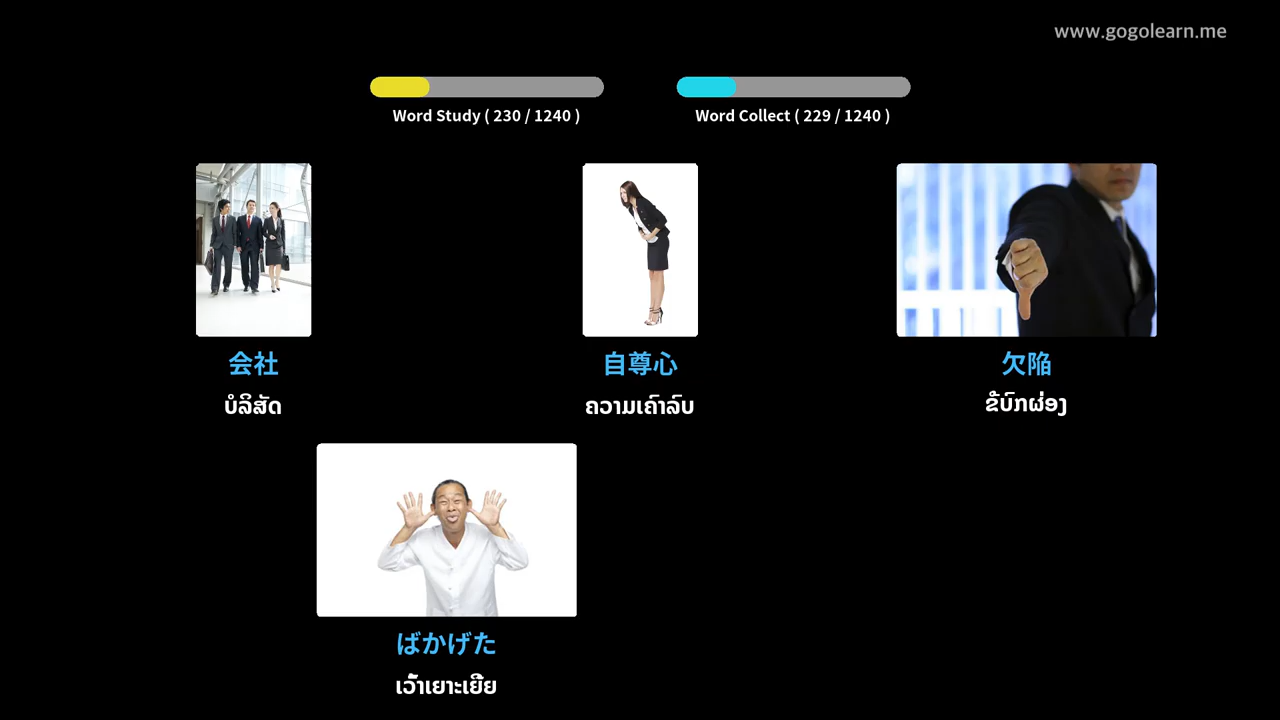 www.gogolearn.me
Word Study ( 230 / 1240 )
Word Collect ( 229 / 1240 )
会社
自尊心
欠陥
ບໍລິສັດ
ຄວາມເຄົາລົບ
ຂໍ້ບົກຜ່ອງ
ばかげた
ເວົ້າເຍາະເຍີ້ຍ